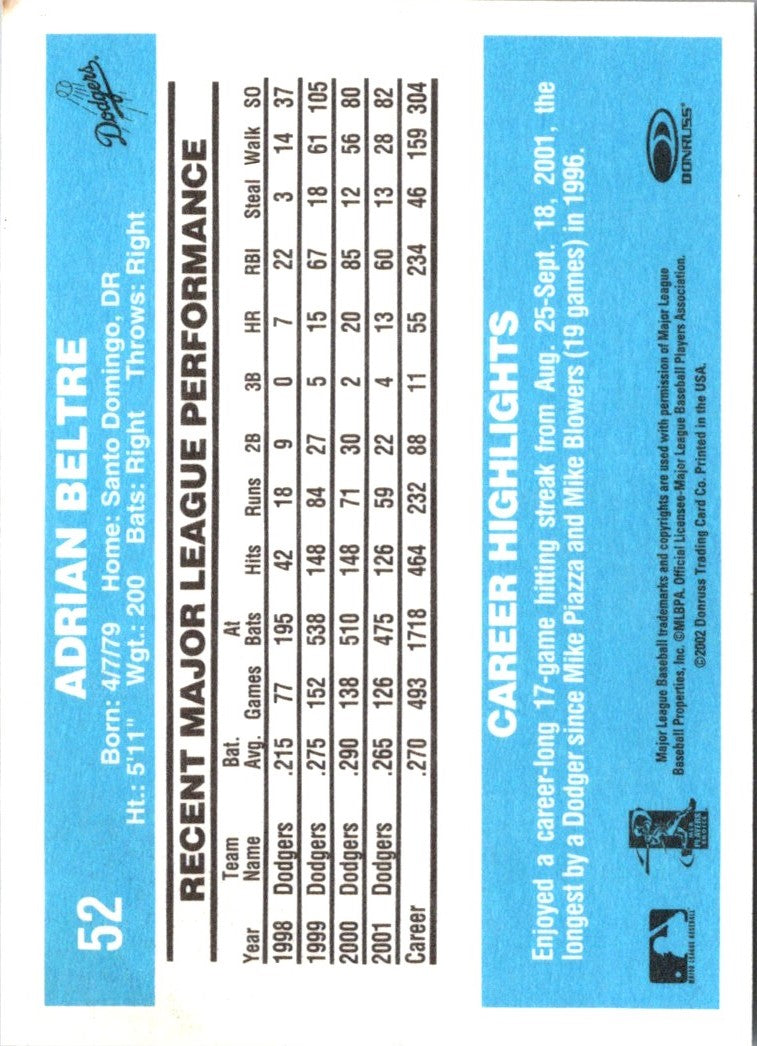 52
ADRIAN BELTRE
Dodgers
Born: 4/7/79 Home: Santo Domingo, DR
Ht.: 5'11" Wgt.: 200 Bats: Right Throws: Right
RECENT MAJOR LEAGUE PERFORMANCE
Team Bat. At
Year Name Avg. Games Bats Hits Runs 2B 3B HR RBI Steal Walk SO
1998 Dodgers .215 77 195 42 18 9 0 7 22 3 14 37
1999 Dodgers .275 152 538 148 84 27 5 15 67 18 61 105
2000 Dodgers .290 138 510 148 71 30 2 20 85 12 56 80
2001 Dodgers .265 126 475 126 59 22 4 13 60 13 28 82
Career .270 493 1718 464 232 88 11 55 234 46 159 304
CAREER HIGHLIGHTS
Enjoyed a career-long 17-game hitting streak from Aug. 25-Sept. 18, 2001, the
longest by a Dodger since Mike Piazza and Mike Blowers (19 games) in 1996.
MAJOR LEAGUE BASEBALL
PLAYERS
CHOICE
Major League Baseball trademarks and copyrights are used with permission of Major League
Baseball Properties, Inc. ©MLBPA. Official Licensee-Major League Baseball Players Association.
©2002 Donruss Trading Card Co. Printed in the USA.
DONRUSS